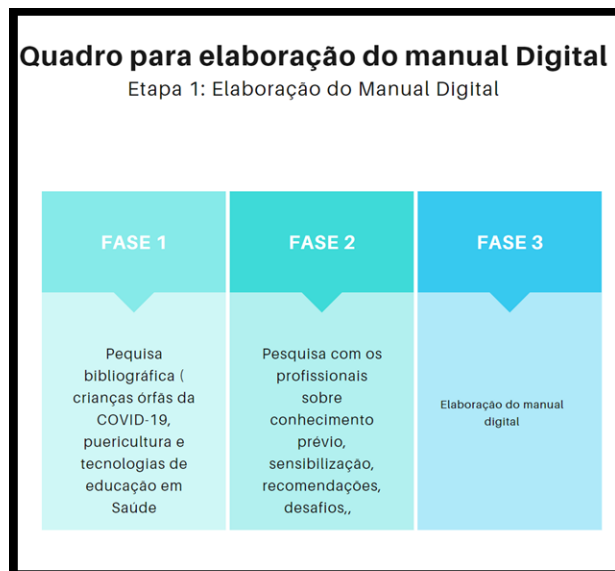 Quadro para elaboração do manual Digital
Etapa 1: Elaboração do Manual Digital
FASE 1
Pequisa
bibliográfica (
crianças órfãs da
COVID-19,
puericultura e
tecnologias de
educação em
Saúde
FASE 2
Pesquisa com os
profissionais
sobre
conhecimento
prévio,
sensibilização,
recomendações,
desafios,,
FASE 3
Elaboração do manual
digital